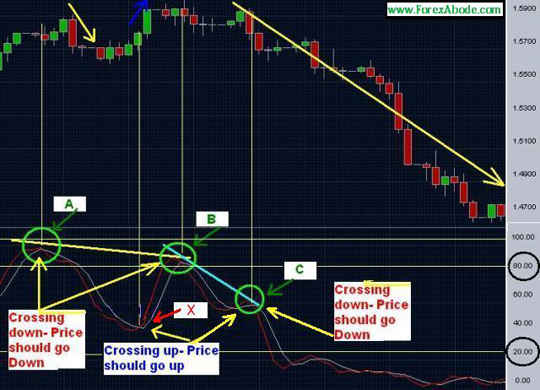 www.ForexAbode.com
1.5900
1.5700
1.5500
1.5300
1.5100
1.4900
1.4700
A
B
C
X
100.00
80.00
60.00
40.00
20.00
0.00
Crossing
down- Price
should go
Down
Crossing up- Price
should go up
Crossing
down- Price
should go
Down